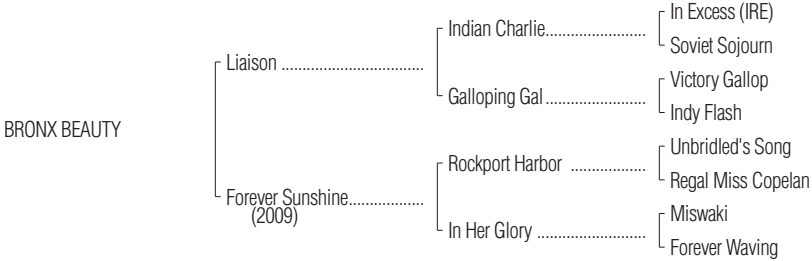 In Excess (IRE)
Indian Charlie........................
Soviet Sojourn
Liaison .................................
Victory Gallop
Galloping Gal ........................
Indy Flash
BRONX BEAUTY
Unbridled's Song
Rockport Harbor ..................
Regal Miss Copelan
Forever Sunshine..................
(2009)
Miswaki
In Her Glory ..........................
Forever Waving